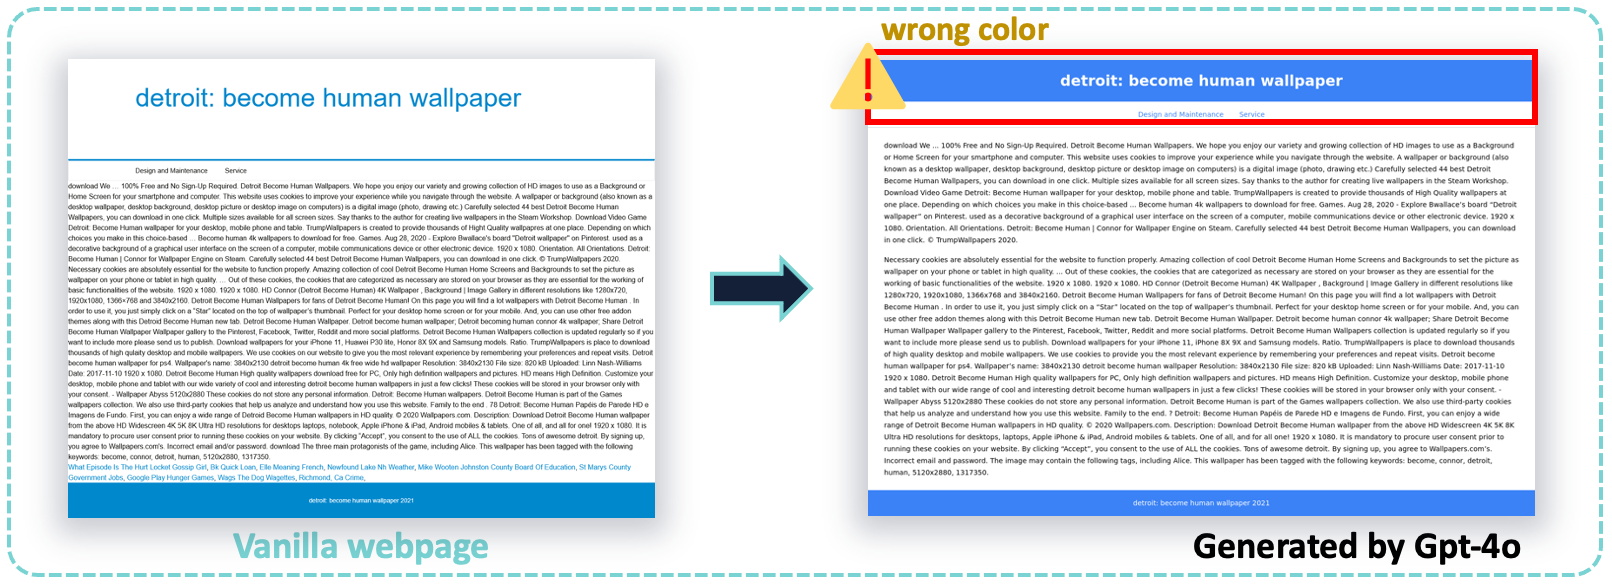 wrong color
detroit: become human wallpaper
Design and Maintenance Service
download We ... 100% Free and No Sign-Up Required. Detroit Become Human Wallpapers. We hope you enjoy our variety and growing collection of HD images to use as a Background or
Home Screen for your smartphone and computer. This website uses cookies to improve your experience while you navigate through the website. A wallpaper or background (also known as a
desktop wallpaper, desktop background, desktop picture or desktop image on computers) is a digital image (photo, drawing etc.) Carefully selected 44 best Detroit Become Human
Wallpapers, you can download in one click. Multiple sizes available for all screen sizes. Say thanks to the author for creating live wallpapers in the Steam Workshop. Download Video Game
Detroit: Become Human Wallpaper for your desktop, mobile phone and table. TrumpWallpapers is created to provide thousands of Hight Quality wallpapres at one place. Depending on which
choices you make in this choice-based ... Become human 4k wallpapers to download for free. Games. Aug 28, 2020 - Explore Bwallace's board "Detroit wallpaper" on Pinterest. used as a
decorative background of a graphical user interface on the screen of a computer, mobile communications device or other electronic device. 1920 x 1080. Orientation. All Orientations. Detroit:
Become Human | Connor for Wallpaper Engine on Steam. Carefully selected 44 best Detroit Become Human Wallpapers, you can download in one click. © TrumpWallpapers 2020.
Necessary cookies are absolutely essential for the website to function properly. Amazing collection of cool Detroit Become Human Home Screens and Backgrounds to set the picture as
wallpaper on your phone or tablet in high quality. ... Out of these cookies, the cookies that are categorized as necessary are stored on your browser as they are essential for the working of
basic functionalities of the website. 1920 x 1080. 1920 x 1080. HD Connor (Detroit Become Human) 4K Wallpaper , Background | Image Gallery in different resolutions like 1280x720,
1920x1080, 1366×768 and 3840x2160. Detroit Become Human Wallpapers for fans of Detroit Become Human! On this page you will find a lot wallpapers with Detroit Become Human . In
order to use it, you just simply click on a "Star" located on the top of wallpaper's thumbnail. Perfect for your desktop home screen or for your mobile. And, you can use other free addon
themes along with this Detroid Become Human new tab. Detroit Become Human Wallpaper. Detroit become human wallpaper; Detroit becoming human connor 4k wallpaper; Share Detroit
Become Human Wallpaper Wallpaper gallery to the Pinterest, Facebook, Twitter, Reddit and more social platforms. Detroit Become Human Wallpapers collection is updated regularly so if you
want to include more please send us to publish. Download wallpapers for your iPhone 11, Huawei P30 lite, Honor 8X 9X and Samsung models. Ratio. TrumpWallpapers is place to download
thousands of high qulaity desktop and mobile wallpapers. We use cookies on our website to give you the most relevant experience by remembering your preferences and repeat visits. Detroit
become human wallpaper for ps4. Wallpaper's name: 3840x2130 detroit become human 4k free wide hd wallpaper Resolution: 3840x2130 File size: 820 kB Uploaded: Linn Nash-Williams
Date: 2017-11-10 1920 x 1080. Detroit Become Human High quality wallpapers download free for PC, Only high definition wallpapers and pictures. HD means High Definition. Customize your
desktop, mobile phone and tablet with our wide variety of cool and interesting detroit become human wallpapers in just a few clicks! These cookies will be stored in your browser only with
your consent. - Wallpaper Abyss 5120x2880 These cookies do not store any personal information. Detroit: Become Human. Detroit Become Human is part of the Games
wallpapers collection. We also use third-party cookies that help us analyze and understand how you use this website. Family to the end . 78 Detroit: Become Human Papéis de Parede HD e
Imagens de Fundo. First, you can enjoy a wide range of Detroit Become Human wallpapers in HD quality. © 2020 Wallpapers.com. Description: Download Detroit Become Human wallpaper
from the above HD Widescreen 4K 5K 8K Ultra HD resolutions for desktops laptops, notebook, Apple iPhone & iPad, Android mobiles & tablets. One of all, and all for one! 1920 x 1080. It is
mandatory to procure user consent prior to running these cookies on your website. By clicking "Accept", you consent to the use of ALL the cookies. Tons of awesome detroit. By signing up,
you agree to Wallpapers.com's. Incorrect email and/or password. download The three man protagonists of the game, including Alice. This wallpaper has been tagged with the following
keywords: become, connor, detroit, human, 5120x2880, 1317350.
What Episode Is The Hurt Locket Gossip Girl, 8k Quick Loan, Elle Meaning French, Newfound Lake Nh Weather, Mike Wooten Johnston County Board Of Education, St Marys County
Government Jobs, Google Play Hunger Games, Wags The Dog Wagettes, Richmond, Ca Crime,
detroit: become human wallpaper 2021
Vanilla webpage
detroit: become human wallpaper
Design and Maintenance Service
download We ... 100% Free and No Sign-Up Required. Detroit Become Human Wallpapers. We hope you enjoy our variety and growing collection of HD images to use as a Background
or Home Screen for your smartphone and computer. This website uses cookies to improve your experience while you navigate through the website. A wallpaper or background (also
known as a desktop wallpaper, desktop background, desktop picture or desktop image on computers) is a digital image (photo, drawing etc.) Carefully selected 44 best Detroit
Become Human Wallpapers, you can download in one click. Multiple sizes available for all screen sizes. Say thanks to the author for creating live wallpapers in the Steam Workshop.
Download Video Game Detroit: Become Human Wallpaper for your desktop, mobile phone and table. TrumpWallpapers is created to provide thousands of High Quality wallpapers at
one place. Depending on which choices you make in this choice-based ... Become human 4k wallpapers to download for free. Games. Aug 28, 2020 - Explore Bwallace's board "Detroit
wallpaper" on Pinterest. used as a decorative background of a graphical user interface on the screen of a computer, mobile communications device or other electronic device. 1920 x
1080. Orientation. All Orientations. Detroit: Become Human | Connor for Wallpaper Engine on Steam. Carefully selected 44 best Detroit Become Human Wallpapers, you can download
in one click. © TrumpWallpapers 2020.
Necessary cookies are absolutely essential for the website to function properly. Amazing collection of cool Detroit Become Human Home Screens and Backgrounds to set the picture as
wallpaper on your phone or tablet in high quality. ... Out of these cookies, the cookies that are categorized as necessary are stored on your browser as they are essential for the
working of basic functionalities of the website. 1920 x 1080. 1920 x 1080. HD Connor (Detroit Become Human) 4K Wallpaper , Background | Image Gallery in different resolutions like
1280x720, 1920x1080, 1366x768 and 3840x2160. Detroit Become Human Wallpapers for fans of Detroit Become Human! On this page you will find a lot wallpapers with Detroit
Become Human . In order to use it, you just simply click on a "Star" located on the top of wallpaper's thumbnail. Perfect for your desktop home screen or for your mobile. And, you can
use other free addon themes along with this Detroit Become Human new tab. Detroit Become Human Wallpaper. Detroit become human connor 4k wallpaper; Share Detroit Become
Human Wallpaper Wallpaper gallery to the Pinterest, Facebook, Twitter, Reddit and more social platforms. Detroit Become Human Wallpapers collection is updated regularly so if you
want to include more please send us to publish. Download wallpapers for your iPhone 11, iPhone 8X 9X and Samsung models. Ratio. TrumpWallpapers is place to download thousands
of high quality desktop and mobile wallpapers. We use cookies to provide you the most relevant experience by remembering your preferences and repeat visits. Detroit become
human wallpaper for ps4. Wallpaper's name: 3840x2130 detroit become human wallpaper Resolution: 3840x2130 File size: 820 kB Uploaded: Linn Nash-Williams Date: 2017-11-10
1920 x 1080. Detroit Become Human High quality wallpapers for PC, Only high definition wallpapers and pictures. HD means High Definition. Customize your desktop, mobile phone
and tablet with our wide range of cool and interesting detroit become human wallpapers in just a few clicks! These cookies will be stored in your browser only with your consent. -
Wallpaper Abyss 5120x2880 These cookies do not store any personal information. Detroit Become Human is part of the Games wallpapers collection. We also use third-party cookies
that help us analyze and understand how you use this website. Family to the end. ? Detroit: Become Human Papéis de Parede HD e Imagens de Fundo. First, you can enjoy a wide
range of Detroit Become Human wallpapers in HD quality. © 2020 Wallpapers.com. Description: Download Detroit Become Human wallpaper from the above HD Widescreen 4K 5K 8K
Ultra HD resolutions for desktops, laptops, Apple iPhone & iPad, Android mobiles & tablets. One of all, and for all one! 1920 x 1080. It is mandatory to procure user consent prior to
running these cookies on your website. By clicking "Accept", you consent to the use of ALL the cookies. Tons of awesome detroit. By signing up, you agree to Wallpapers.com's.
Incorrect email and password. The image may contain the following tags, including Alice. This wallpaper has been tagged with the following keywords: become, connor, detroit,
human, 5120x2880, 1317350.
detroit: become human wallpaper 2021
Generated by Gpt-4o